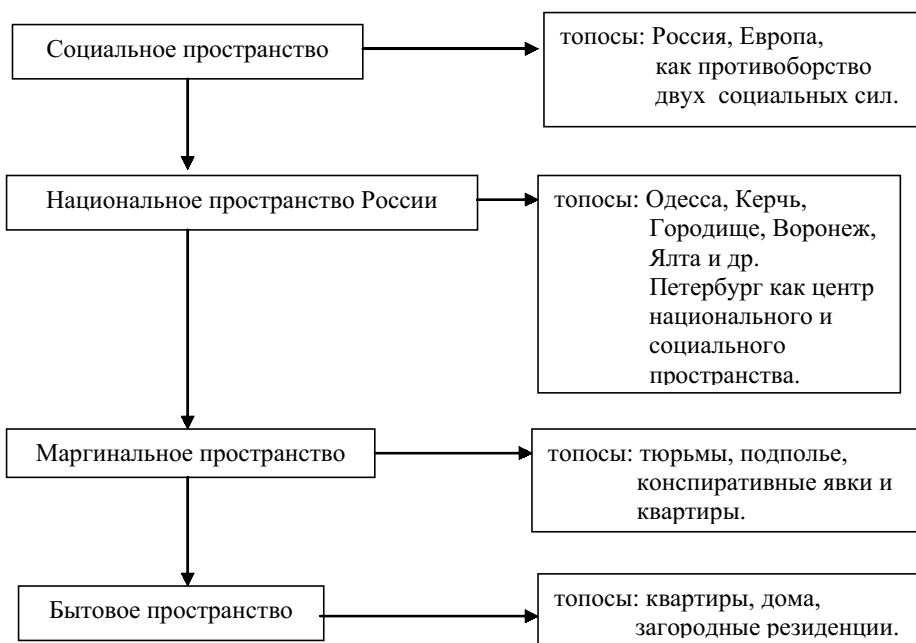 Социальное пространство
топосы: Россия, Европа,
как противоборство
двух социальных сил.
Национальное пространство России
топосы: Одесса, Керчь,
Городище, Воронеж,
Ялта и др.
Петербург как центр
национального и
социального
пространства.
Маргинальное пространство
топосы: тюрьмы, подполье,
конспиративные явки и
квартиры.
Бытовое пространство
топосы: квартиры, дома,
загородные резиденции.